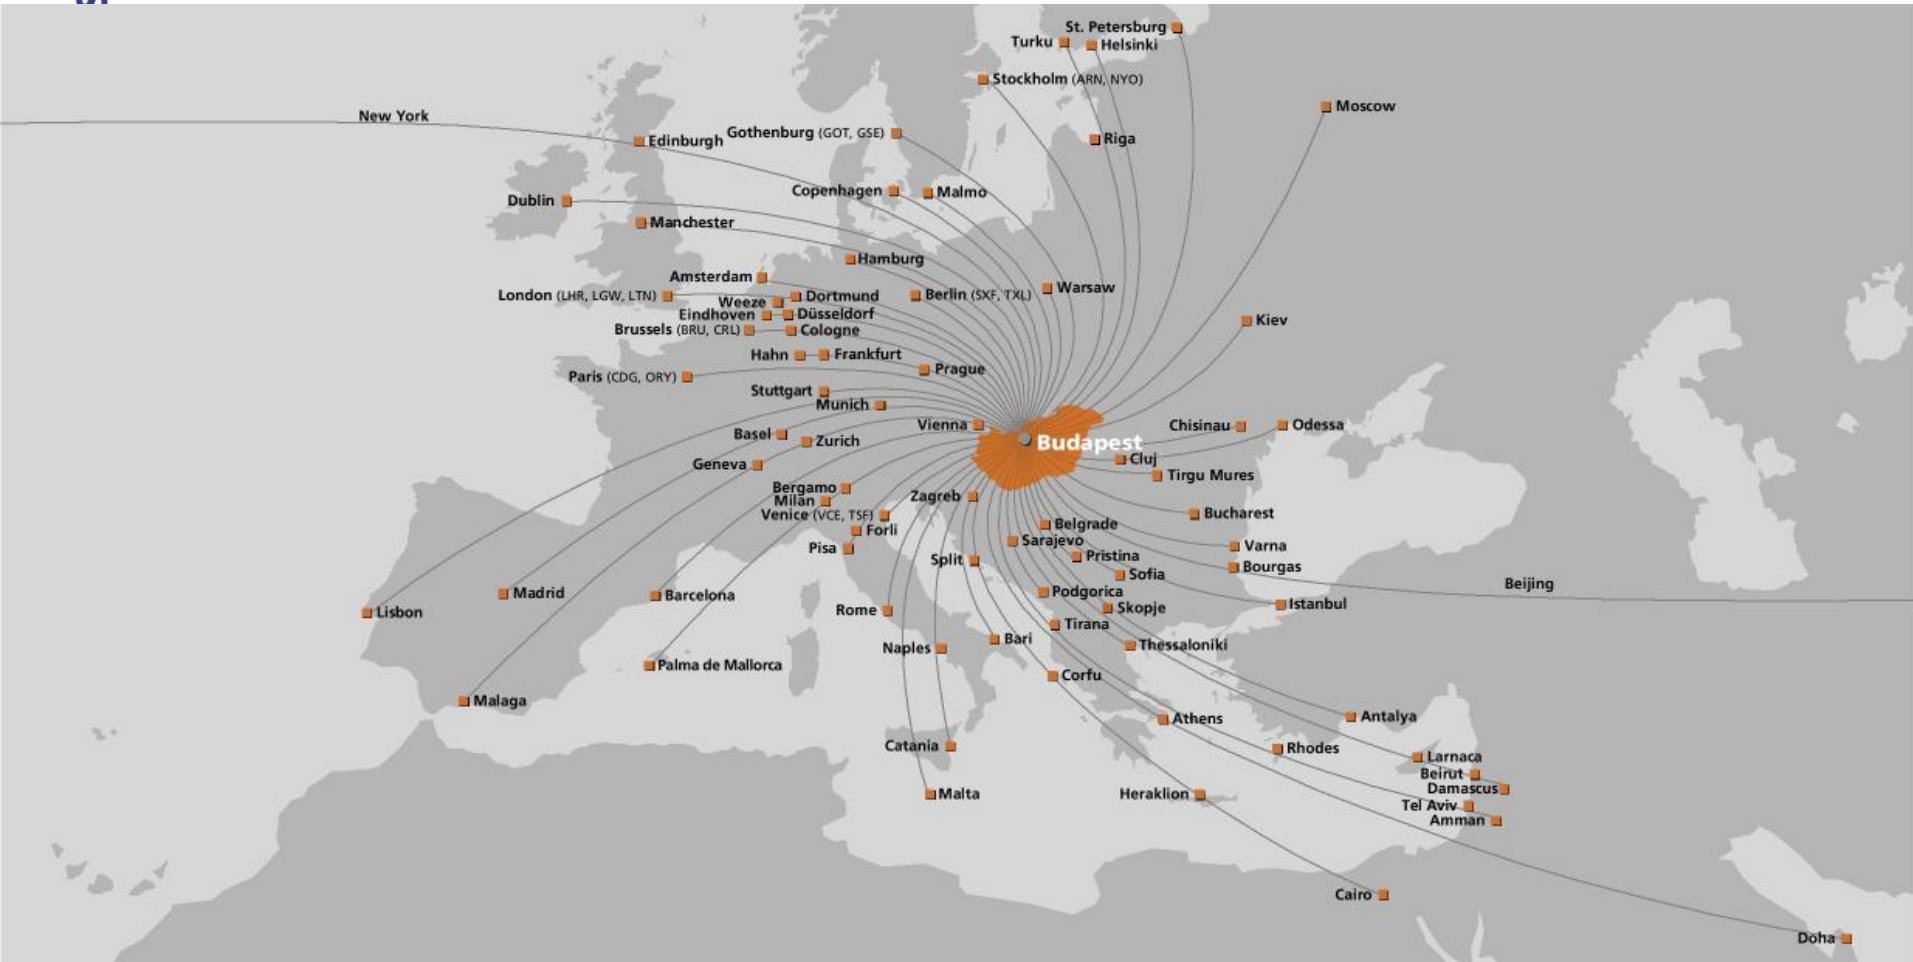 St. Petersburg
Turku
Helsinki
Stockholm (ARN, NYO)
Moscow
New York
Gothenburg (GOT, GSE)
Edinburgh
Riga
Copenhagen
Malmo
Dublin
Manchester
Hamburg
Amsterdam
London (LHR, LGW, LTN)
Dortmund
Berlin (SXF, TXL)
Warsaw
Weeze
Eindhoven
Düsseldorf
Kiev
Brussels (BRU, CRL)
Cologne
Hahn
Frankfurt
Prague
Paris (CDG, ORY)
Stuttgart
Munich
Vienna
Chisinau
Odessa
Basel
Zurich
Budapest
Cluj
Geneva
Tirgu Mures
Bergamo
Milan
Zagreb
Venice (VCE, TSF)
Bucharest
Forli
Belgrade
Pisa
Sarajevo
Varna
Split
Pristina
Bourgas
Sofia
Beijing
Madrid
Barcelona
Podgorica
Istanbul
Lisbon
Rome
Skopje
Tirana
Bari
Naples
Thessaloniki
Palma de Mallorca
Corfu
Malaga
Athens
Antalya
Catania
Rhodes
Larnaca
Beirut
Damascus
Malta
Heraklion
Tel Aviv
Amman
Cairo
Doha